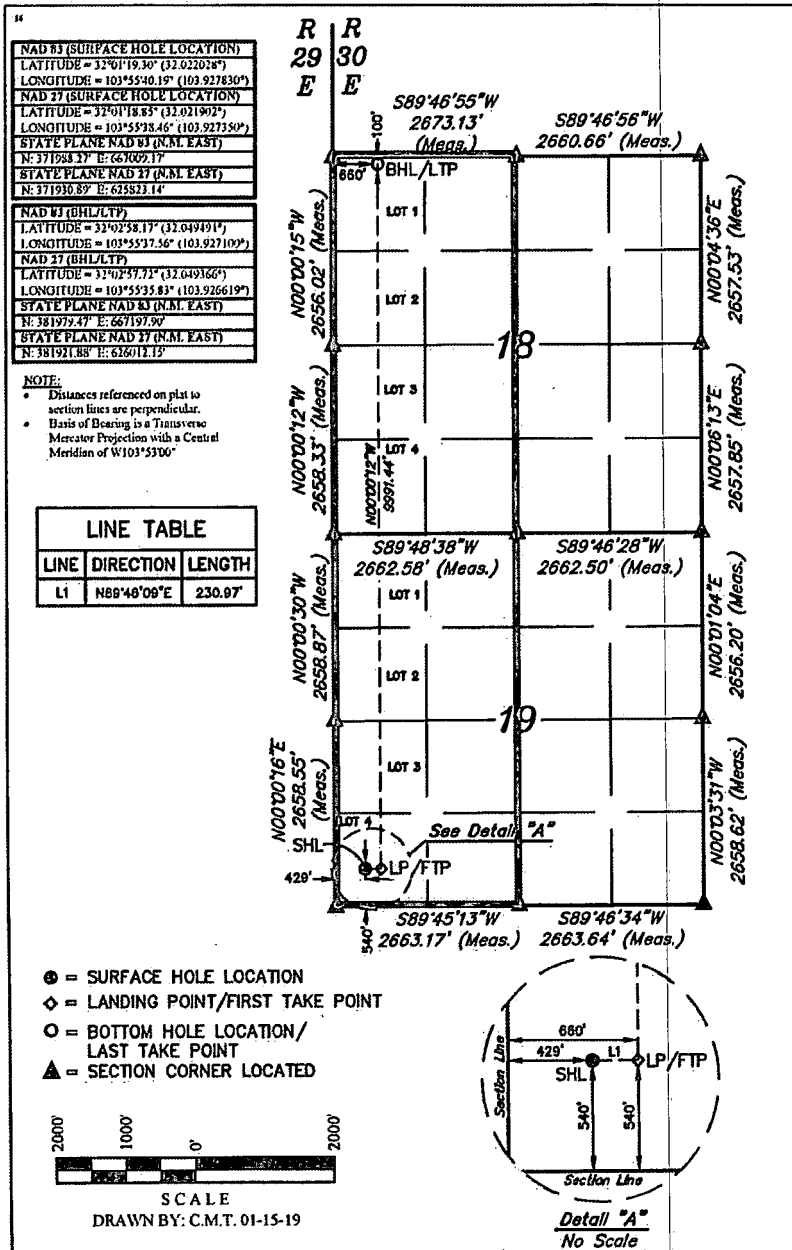 NAD 83 (SURFACE HOLE LOCATION)
LATITUDE = 32°01'19.30" (32.022028°)
LONGITUDE = 103°55'40.19" (103.927830°)
NAD 27 (SURFACE HOLE LOCATION)
LATITUDE = 32°01'18.85" (32.021902°)
LONGITUDE = 103°55'38.46" (103.927350°)
STATE PLANE NAD 83 (N.M. EAST)
N: 371988.27' E: 667009.17'
STATE PLANE NAD 27 (N.M. EAST)
N: 371930.89' E: 625823.14'
NAD 83 (BHL/LTP)
LATITUDE = 32°02'58.17" (32.049491°)
LONGITUDE = 103°55'37.56" (103.927100°)
NAD 27 (BHL/LTP)
LATITUDE = 32°02'57.72" (32.049366°)
LONGITUDE = 103°55'35.83" (103.926619°)
STATE PLANE NAD 83 (N.M. EAST)
N: 381979.47' E: 667197.90'
STATE PLANE NAD 27 (N.M. EAST)
N: 381921.88' E: 626012.15'
NOTE:
• Distances referenced on plat to
section lines are perpendicular.
• Basis of Bearing is a Transverse
Mercator Projection with a Central
Meridian of W103°53'00"
LINE TABLE
LINE DIRECTION LENGTH
L1 N89°46'09"E 230.97'
R R
29 30
E E
S89°46'55"W
2673.13'
(Meas.)
S89°46'56"W
2660.66' (Meas.)
100'
660'
BHL/LTP
LOT 1
N00°00'15"W
2656.02' (Meas.)
N00°04'36"E
2657.53' (Meas.)
LOT 2
18
LOT 3
N00°00'12"W
2658.33' (Meas.)
N00°06'13"E
2657.85' (Meas.)
LOT 4
N00°00'12"W
9991.44'
S89°48'38"W
2662.58' (Meas.)
S89°46'28"W
2662.50' (Meas.)
LOT 1
N00°00'30"W
2658.87' (Meas.)
N00°01'04"E
2656.20' (Meas.)
LOT 2
19
LOT 3
N00°00'16"E
2658.55'
(Meas.)
N00°03'31"W
2658.62' (Meas.)
LOT 4
See Detail "A"
SHL
LP/FTP
429'
540'
S89°45'13"W
2663.17' (Meas.)
S89°46'34"W
2663.64' (Meas.)
= SURFACE HOLE LOCATION
= LANDING POINT/FIRST TAKE POINT
= BOTTOM HOLE LOCATION/
LAST TAKE POINT
= SECTION CORNER LOCATED
2000' 1000' 0' 2000'
SCALE
DRAWN BY: C.M.T. 01-15-19
Section Line
660'
429' L1
SHL
LP/FTP
540' 540'
Section Line
Detail "A"
No Scale